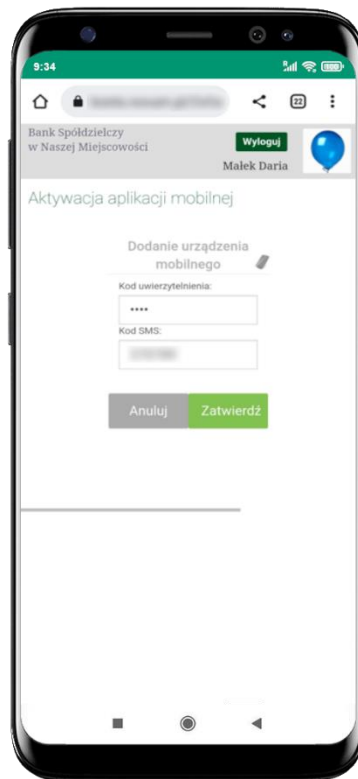 9:34
22
Bank Spółdzielczy
w Naszej Miejscowości
Wyloguj
Małek Daria
Aktywacja aplikacji mobilnej
Dodanie urządzenia
mobilnego
Kod uwierzytelnienia:
••••
Kod SMS:
Anuluj
Zatwierdź